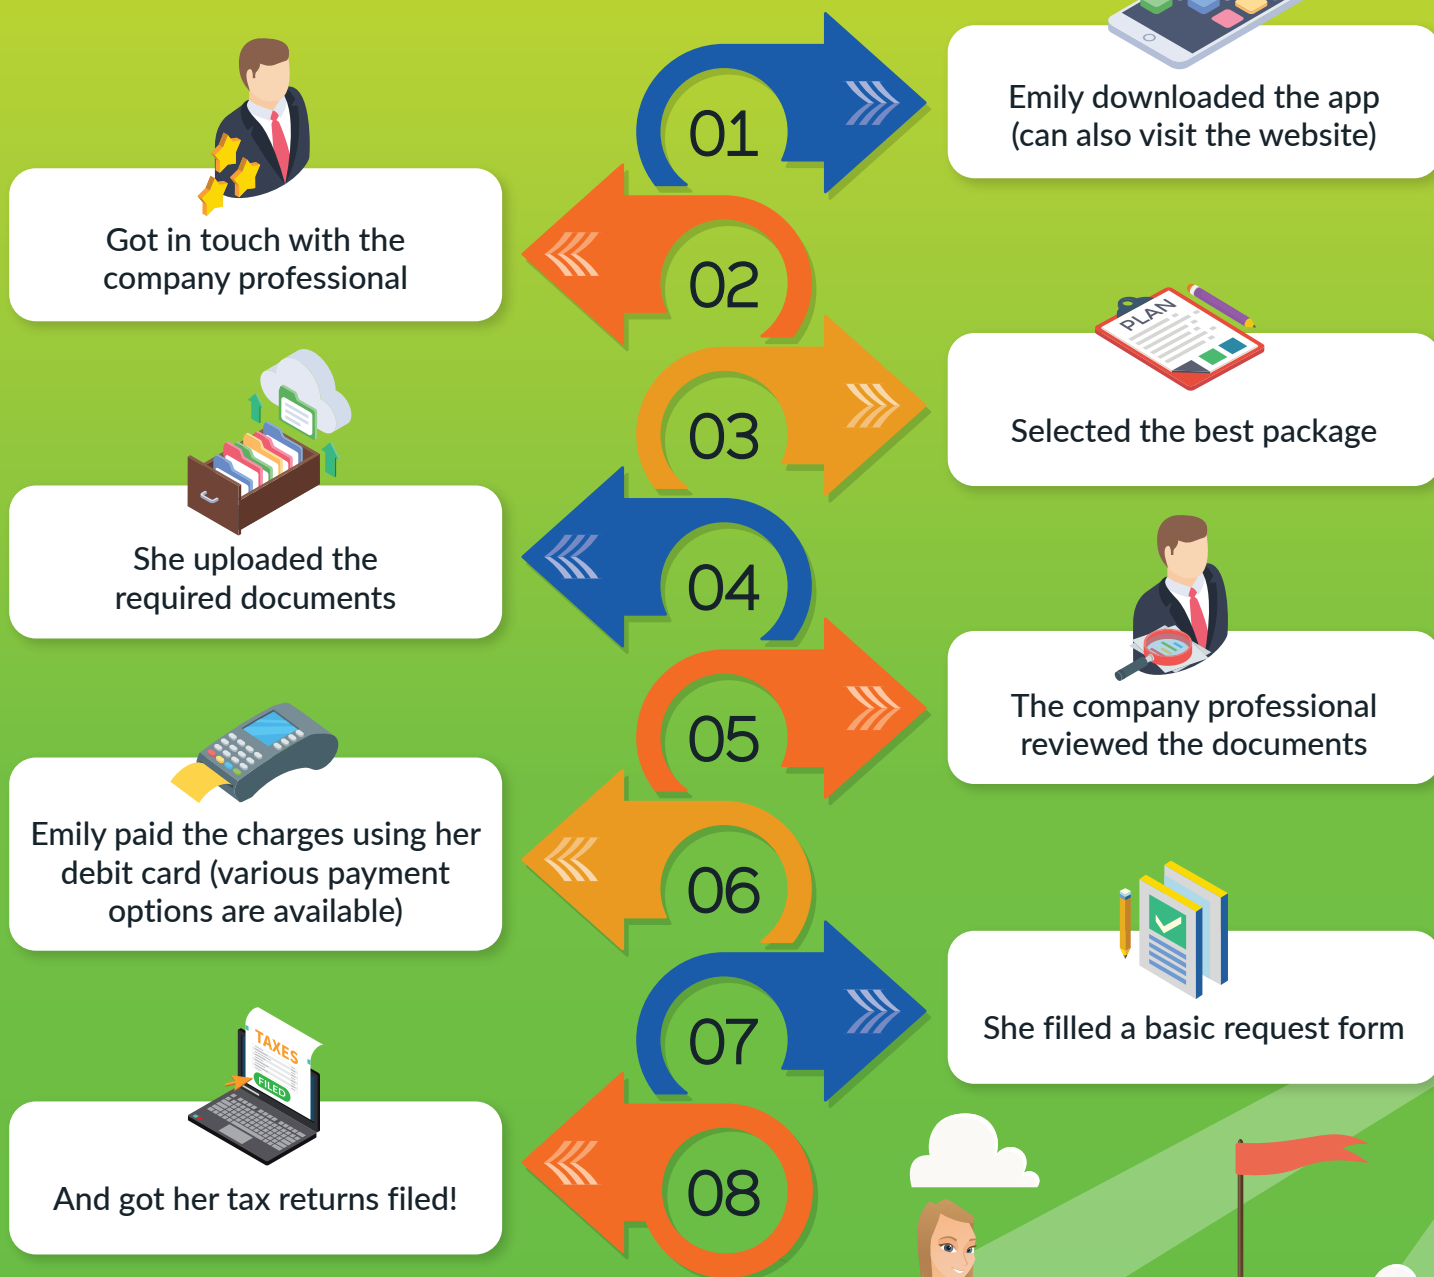 01
Emily downloaded the app
(can also visit the website)
02
Got in touch with the
company professional
03
PLAN
Selected the best package
04
She uploaded the
required documents
05
The company professional
reviewed the documents
06
Emily paid the charges using her
debit card (various payment
options are available)
07
She filled a basic request form
08
TAXES
FILED
And got her tax returns filed!